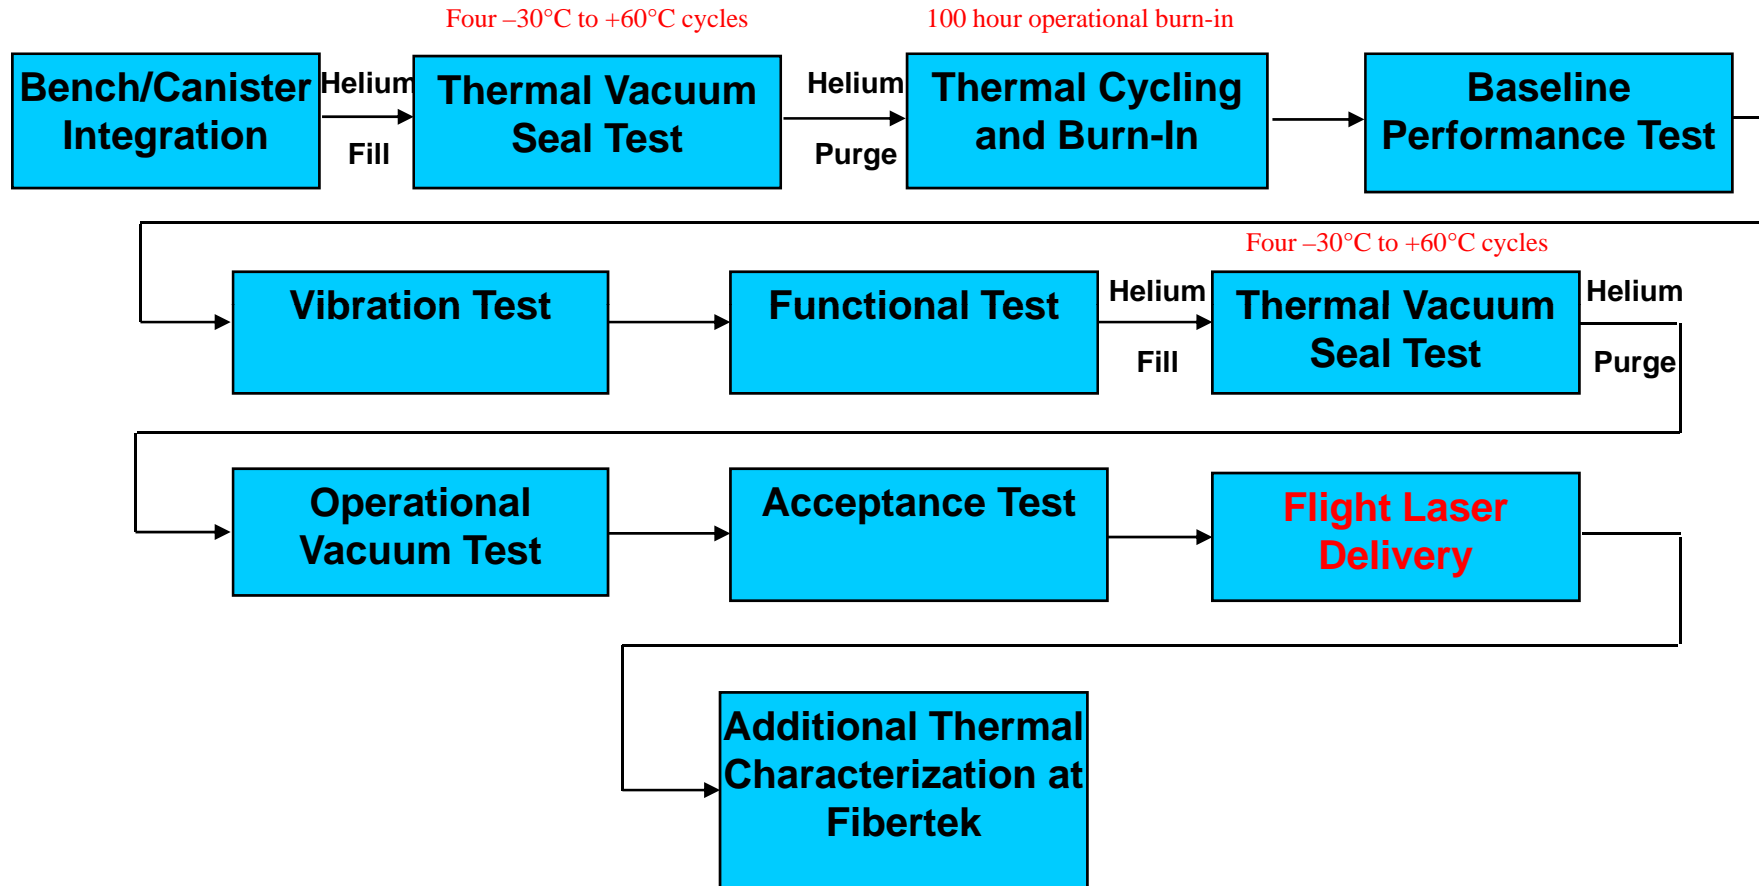 Four –30°C to +60°C cycles
100 hour operational burn-in
Bench/Canister
Integration
Helium
Fill
Thermal Vacuum
Seal Test
Helium
Purge
Thermal Cycling
and Burn-In
Baseline
Performance Test
Four –30°C to +60°C cycles
Vibration Test
Functional Test
Helium
Fill
Thermal Vacuum
Seal Test
Helium
Purge
Operational
Vacuum Test
Acceptance Test
Flight Laser
Delivery
Additional Thermal
Characterization at
Fibertek